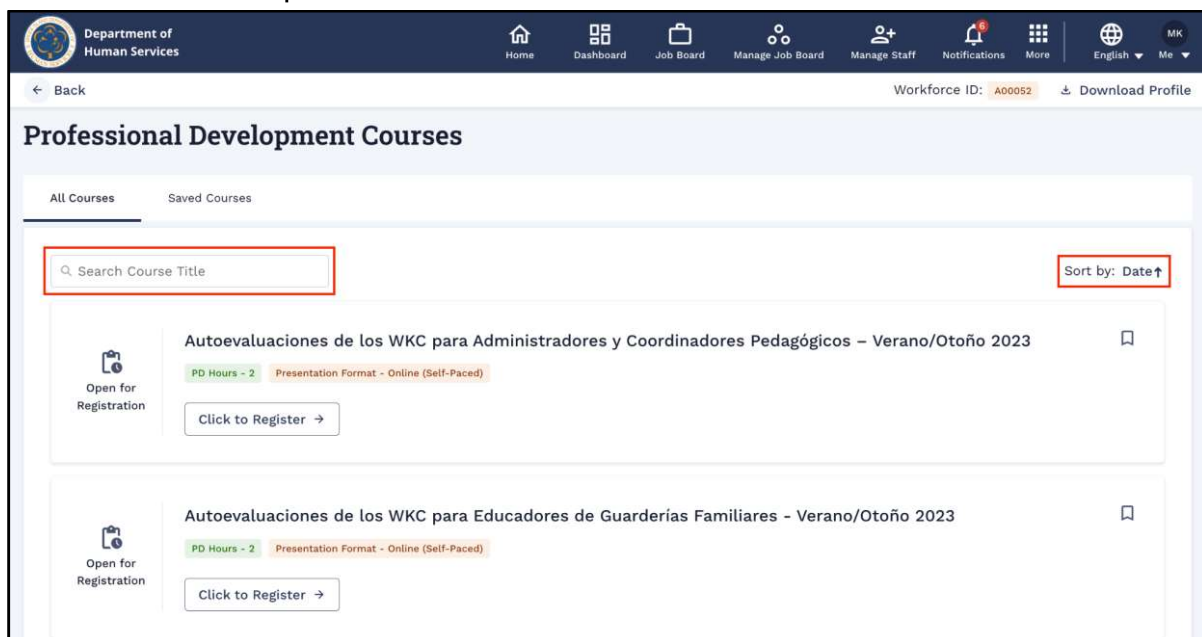 Department of
Human Services
Home
Dashboard
Job Board
Manage Job Board
Manage Staff
6
Notifications
More
English
MK
Me
← Back
Workforce ID: A00052
Download Profile
Professional Development Courses
All Courses
Saved Courses
Search Course Title
Sort by: Date↑
Open for
Registration
Autoevaluaciones de los WKC para Administradores y Coordinadores Pedagógicos – Verano/Otoño 2023
PD Hours - 2
Presentation Format - Online (Self-Paced)
Click to Register →
Open for
Registration
Autoevaluaciones de los WKC para Educadores de Guarderías Familiares - Verano/Otoño 2023
PD Hours - 2
Presentation Format - Online (Self-Paced)
Click to Register →